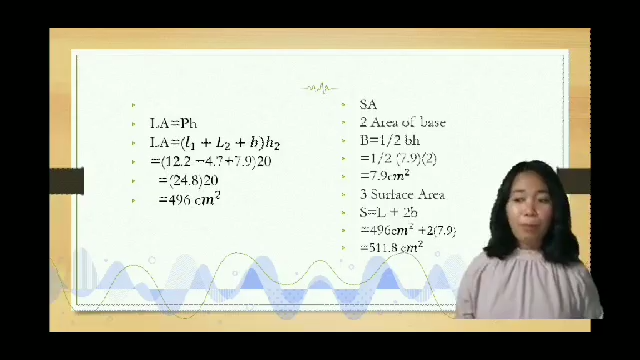 LA=Ph
LA=(l₁ + L₂ + b)h₂
=(12.2 +4.7+7.9)20
=(24.8)20
=496 cm²
SA
2 Area of base
B=1/2 bh
=1/2 (7.9)(2)
=7.9cm²
3 Surface Area
S=L + 2b
=496cm² +2(7.9)
=511.8 cm²